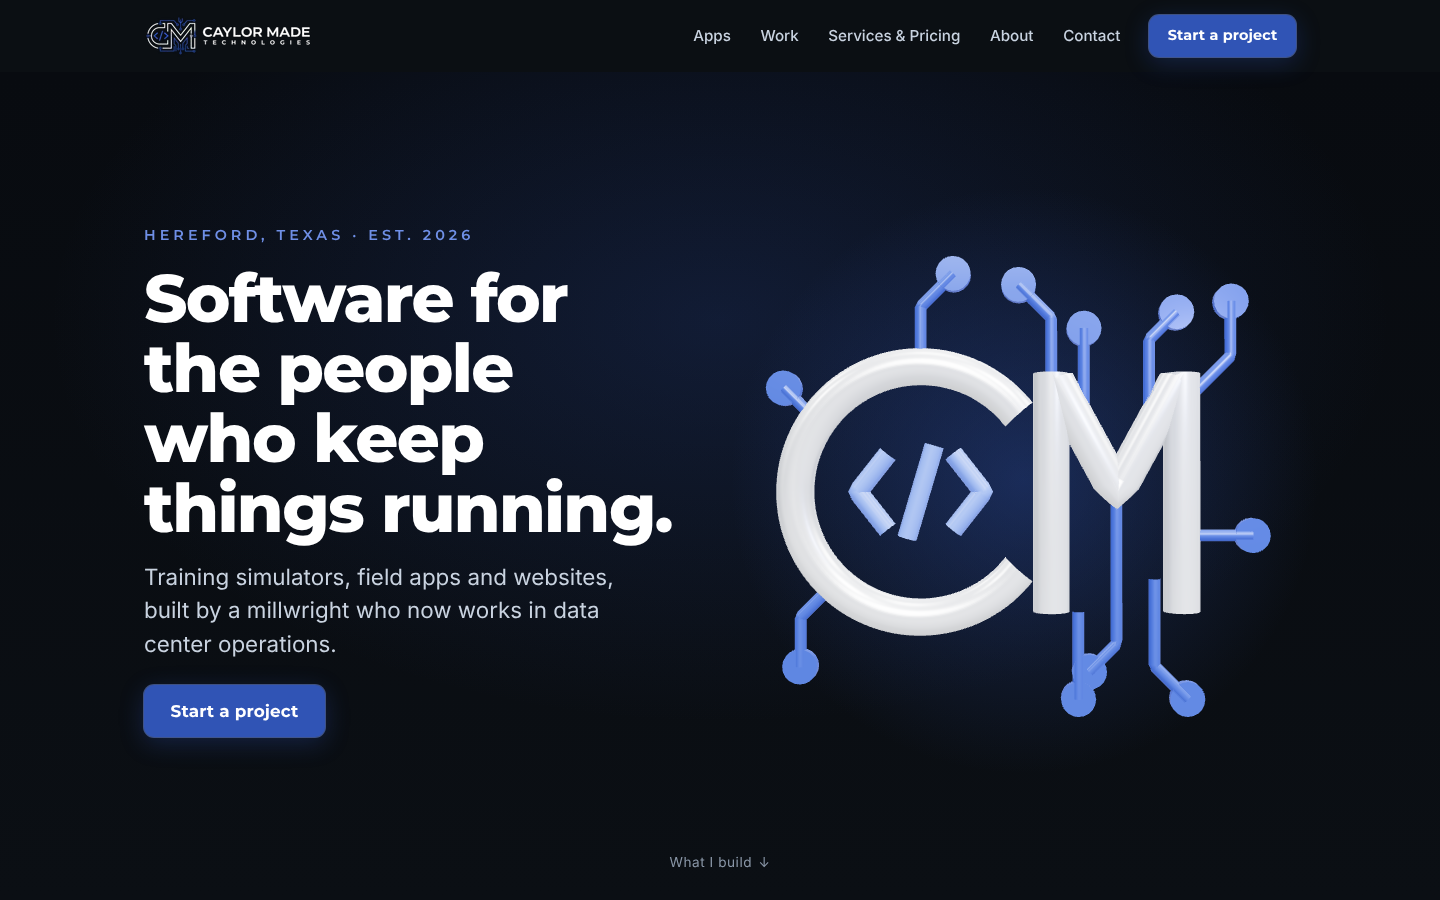 CAYLOR MADE
TECHNOLOGIES
Apps
Work
Services & Pricing
About
Contact
Start a project
HEREFORD, TEXAS · EST. 2026
Software for
the people
who keep
things running.
Training simulators, field apps and websites,
built by a millwright who now works in data
center operations.
Start a project
CM
</>
What I build ↓